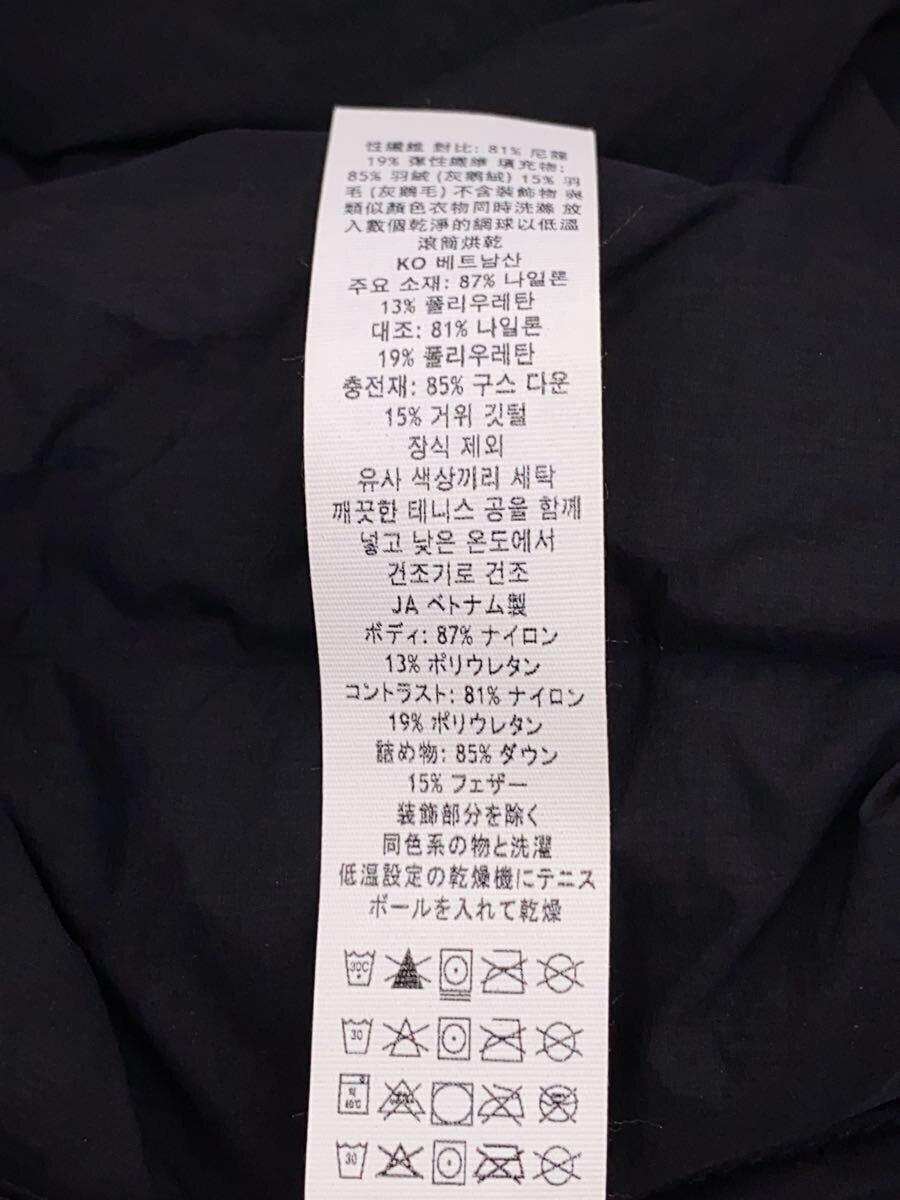 性纖維 對比: 81% 尼龍
19% 彈性纖維 填充物:
85% 羽絨 (灰鵝絨) 15% 羽
毛 (灰鵝毛) 不含裝飾物 與
類似顏色衣物同時洗滌 放
入數個乾淨的網球以低溫
滾筒烘乾
KO 베트남산
주요 소재: 87% 나일론
13% 폴리우레탄
대조: 81% 나일론
19% 폴리우레탄
충전재: 85% 구스 다운
15% 거위 깃털
장식 제외
유사 색상끼리 세탁
깨끗한 테니스 공을 함께
넣고 낮은 온도에서
건조기로 건조
JA ベトナム製
ボディ: 87% ナイロン
13% ポリウレタン
コントラスト: 81% ナイロン
19% ポリウレタン
詰め物: 85% ダウン
15% フェザー
装飾部分を除く
同色系の物と洗濯
低温設定の乾燥機にテニス
ボールを入れて乾燥
30C
30
30